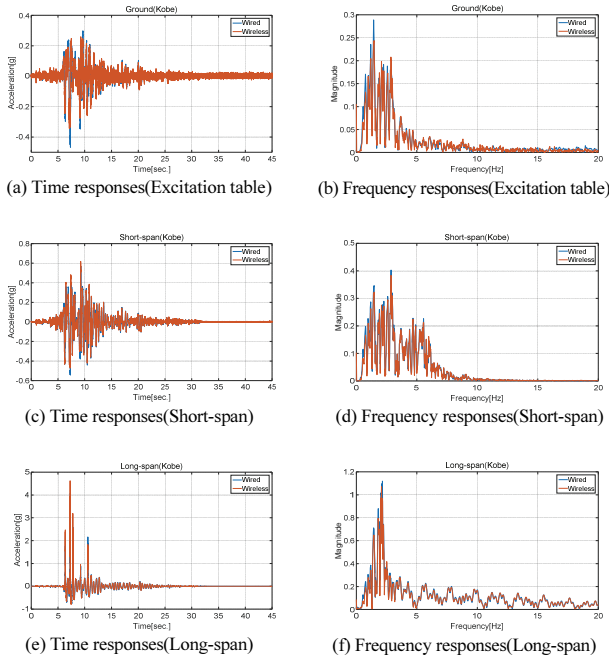 Ground(Kobe)
Wired
Wireless
Acceleration[g]
0.4
0.2
0
-0.2
-0.4
0 5 10 15 20 25 30 35 40 45
Time[sec.]
(a) Time responses(Excitation table)
Ground(Kobe)
Wired
Wireless
Magnitude
0.3
0.25
0.2
0.15
0.1
0.05
0
0 5 10 15 20
Frequency[Hz]
(b) Frequency responses(Excitation table)
Short-span(Kobe)
Wired
Wireless
Acceleration[g]
0.8
0.6
0.4
0.2
0
-0.2
-0.4
-0.6
0 5 10 15 20 25 30 35 40 45
Time[sec.]
(c) Time responses(Short-span)
Short-span(Kobe)
Wired
Wireless
Magnitude
0.5
0.4
0.3
0.2
0.1
0
0 5 10 15 20
Frequency[Hz]
(d) Frequency responses(Short-span)
Long-span(Kobe)
Wired
Wireless
Acceleration[g]
5
4
3
2
1
0
-1
0 5 10 15 20 25 30 35 40 45
Time[sec.]
(e) Time responses(Long-span)
Long-span(Kobe)
Wired
Wireless
Magnitude
1.2
1
0.8
0.6
0.4
0.2
0
0 5 10 15 20
Frequency[Hz]
(f) Frequency responses(Long-span)